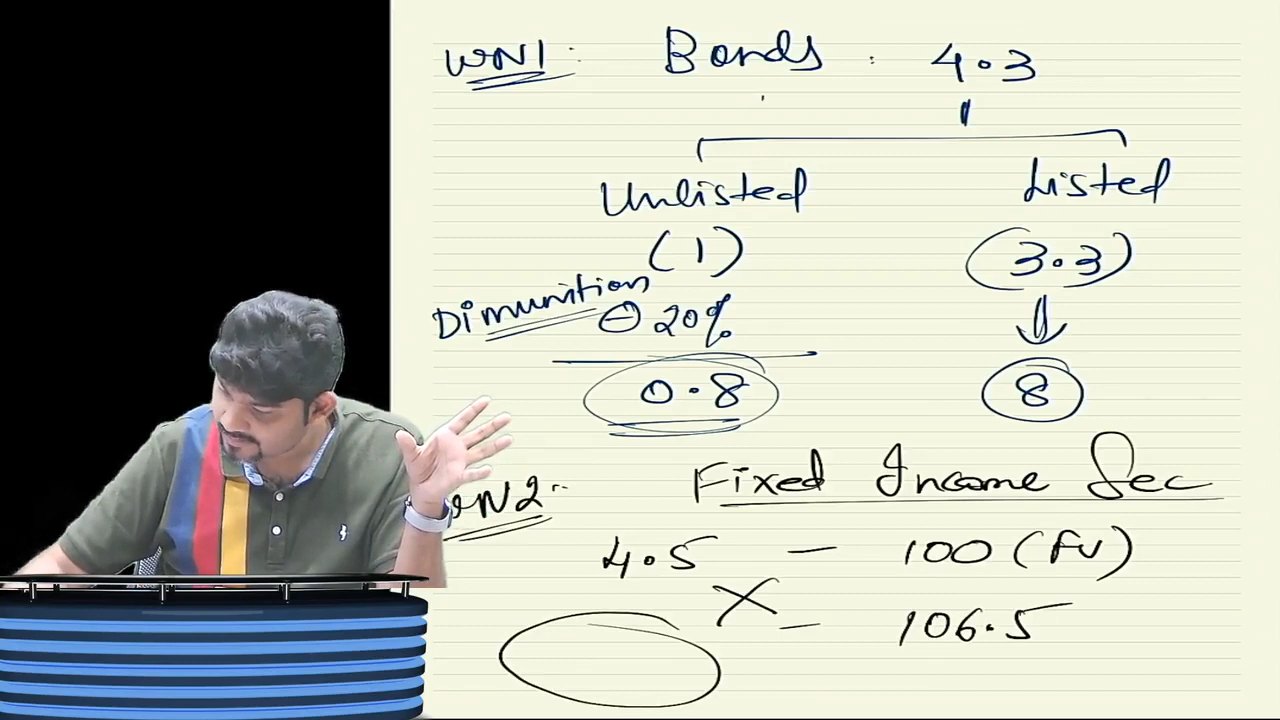 WN1: Bonds : 4.3
Unlisted Listed
(1) (3.3)
Dimunition ⊖ 20%
0.8 8
WN2:- Fixed Income Sec
4.5 — 100 (FV)
X — 106.5